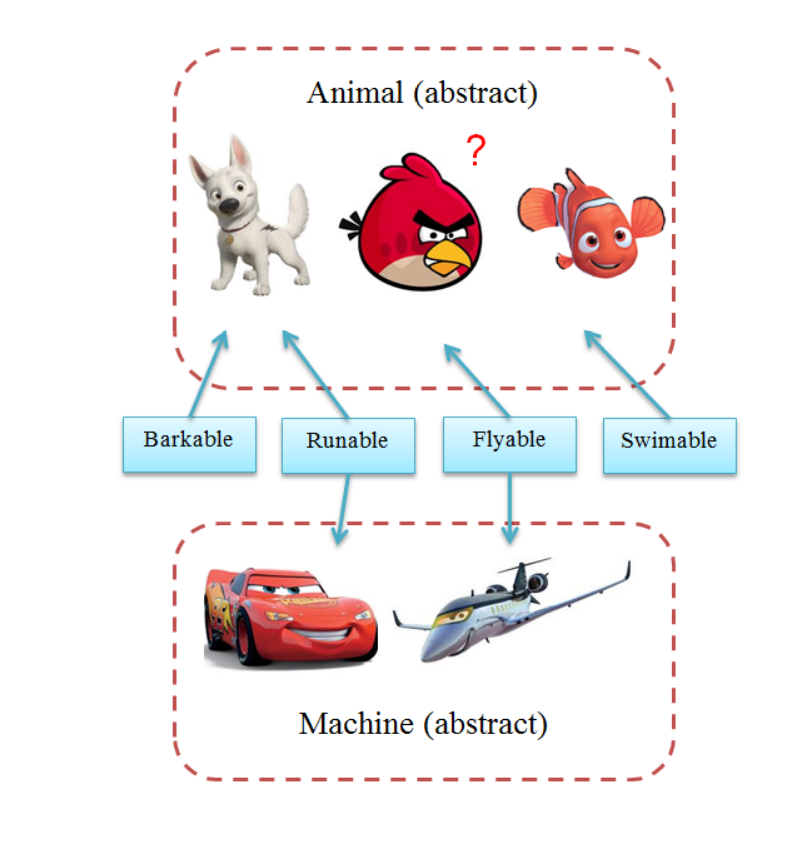 Animal (abstract)
?
Barkable
Runable
Flyable
Swimable
Machine (abstract)